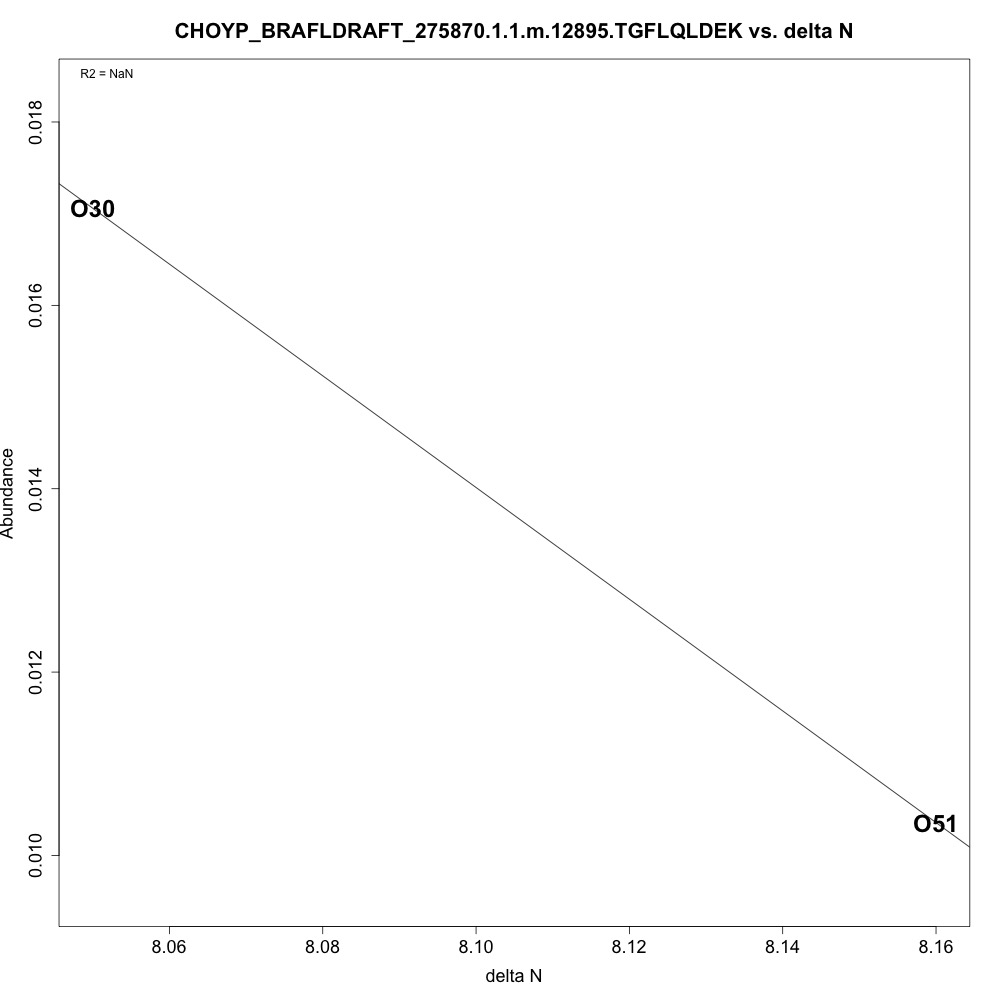 CHOYP_BRAFLDRAFT_275870.1.1.m.12895.TGFLQLDEK vs. delta N
R2 = NaN
0.018
0.016
0.014
0.012
0.010
Abundance
O30
O51
8.06
8.08
8.10
8.12
8.14
8.16
delta N